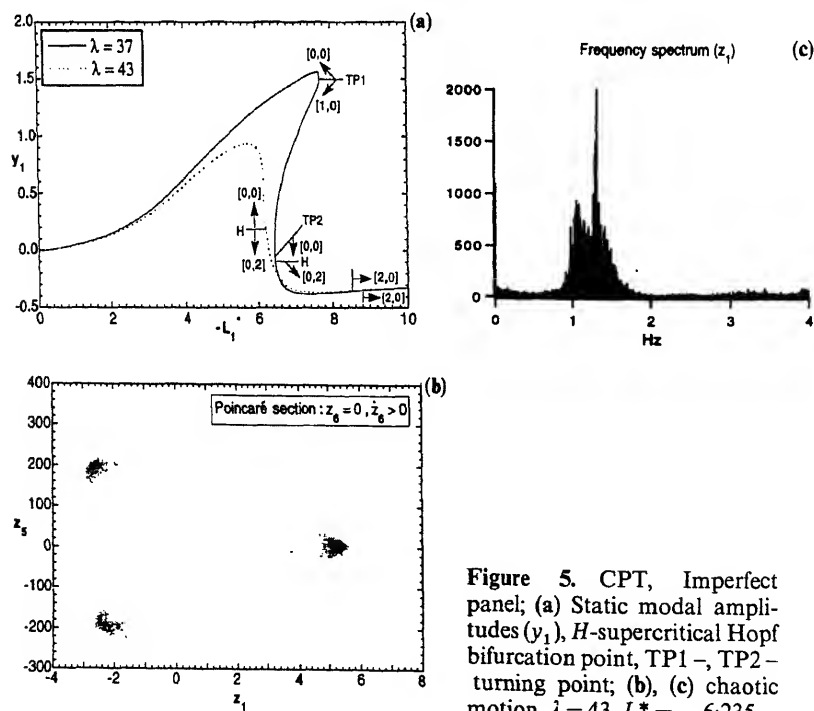 (a)
2.0
1.5
1.0
0.5
0.0
-0.5
y₁
λ = 37
λ = 43
[0,0]
TP1
[1,0]
[0,0]
H
[0,2]
TP2
[0,0]
H
[0,2]
[2,0]
[2,0]
0 2 4 6 8 10
-L₁*
Frequency spectrum (z₁)
(c)
2000
1500
1000
500
0
0 1 2 3 4
Hz
(b)
400
300
200
100
0
-100
-200
-300
z₅
Poincaré section : z₆ = 0 , ż₆ > 0
-4 -2 0 2 4 6 8
z₁
Figure 5. CPT, Imperfect
panel; (a) Static modal ampli-
tudes (y₁), H-supercritical Hopf
bifurcation point, TP1 –, TP2 –
turning point; (b), (c) chaotic